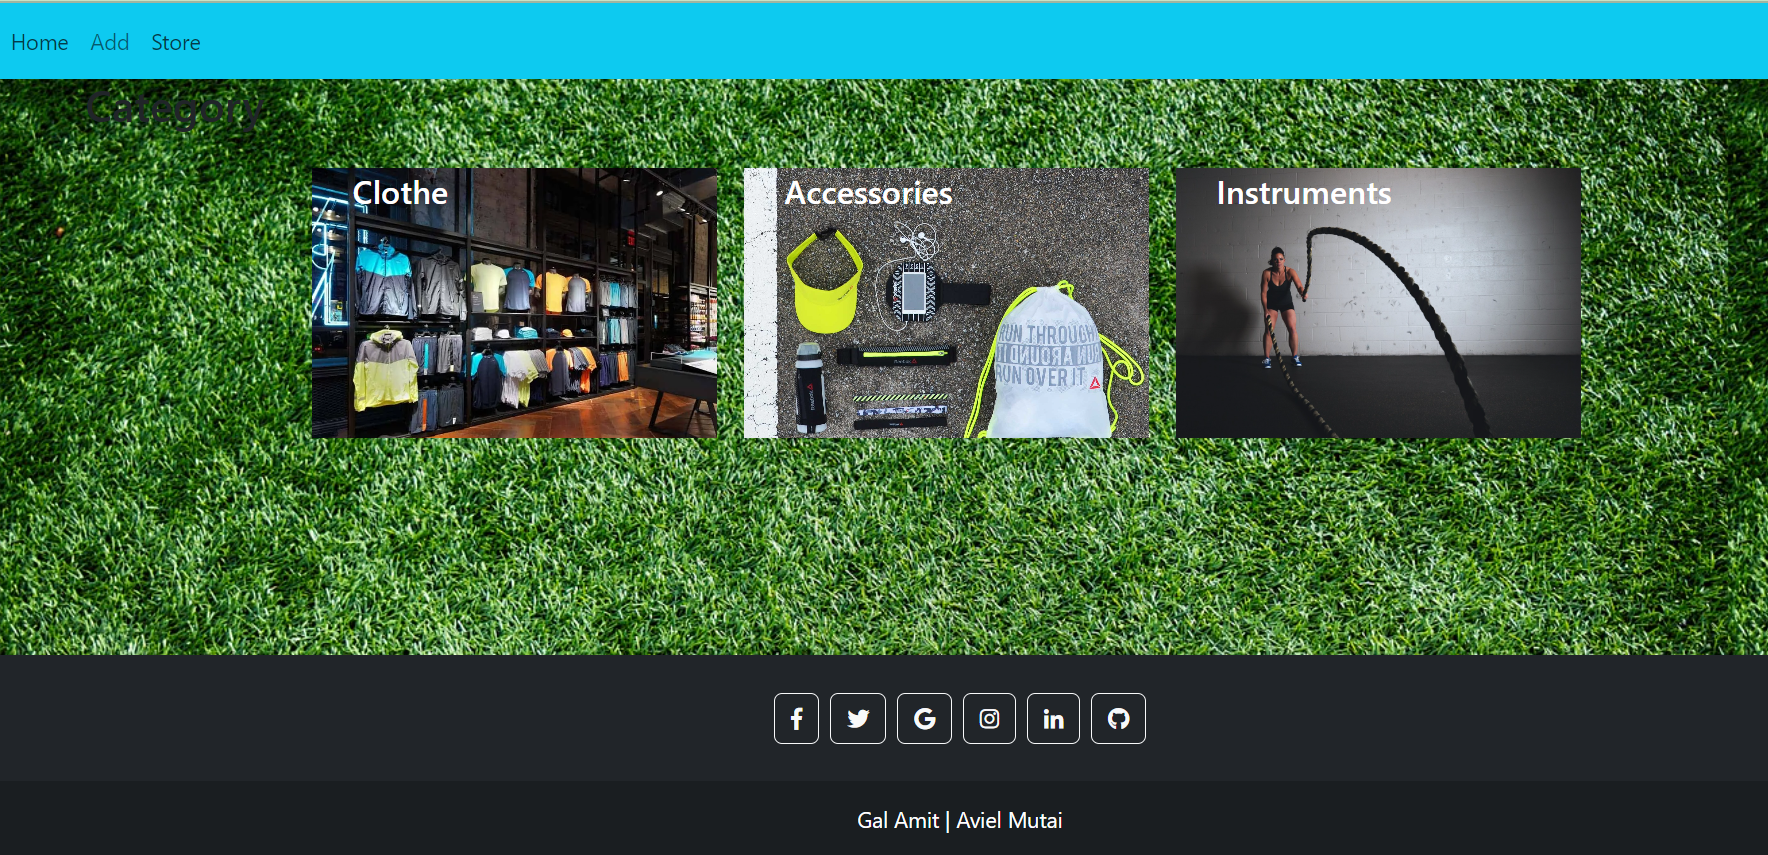 Home Add Store
Category
Clothe
Accessories
Instruments
RUN THROUGH
RUN AROUND IT
RUN OVER IT
Gal Amit | Aviel Mutai